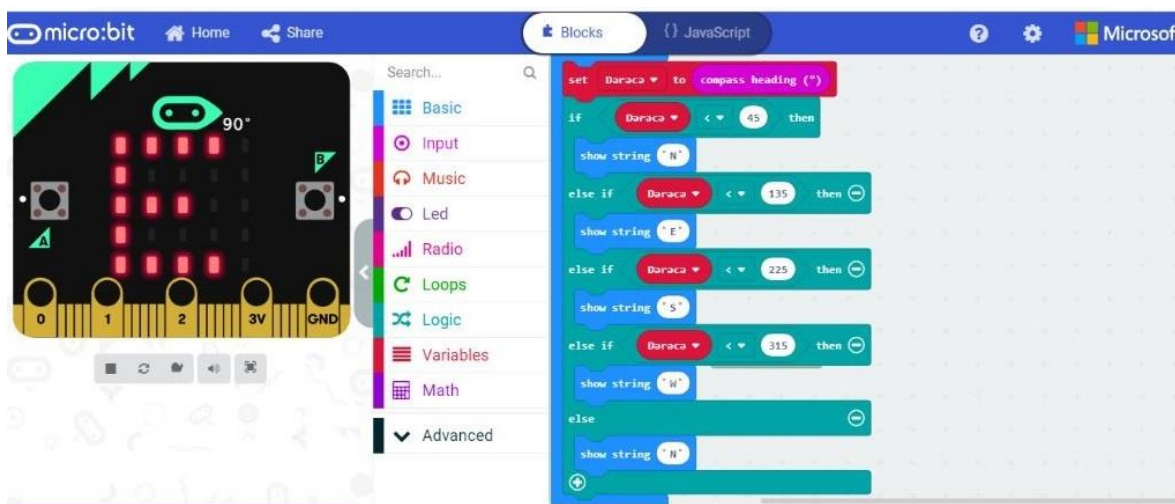 micro:bit Home Share Blocks {} JavaScript ? Microsoft
90°
B
A
0 1 2 3V GND
Search...
Basic
Input
Music
Led
Radio
Loops
Logic
Variables
Math
Advanced
set Daraca to compass heading (°)
if Daraca < 45 then
show string "N"
else if Daraca < 135 then
show string "E"
else if Daraca < 225 then
show string "S"
else if Daraca < 315 then
show string "W"
else
show string "N"